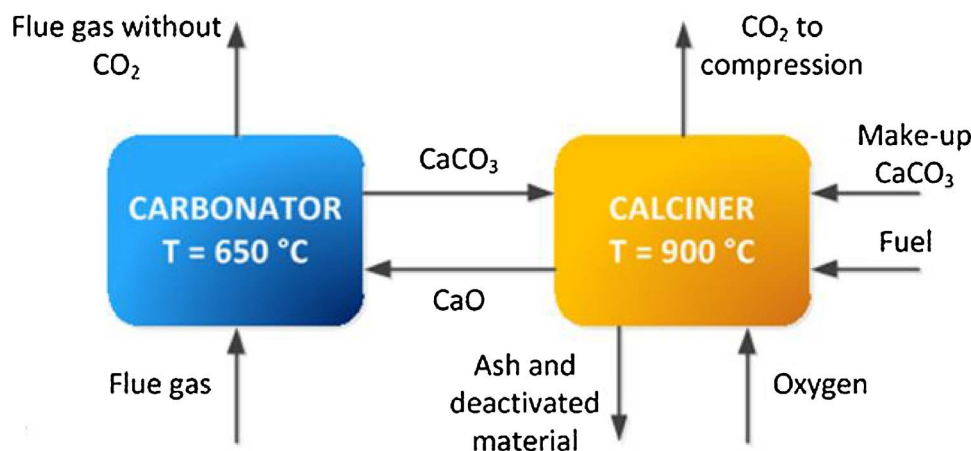 Flue gas without
CO₂
CO₂ to
compression
CaCO₃
Make-up
CaCO₃
CARBONATOR
T = 650 °C
CALCINER
T = 900 °C
Fuel
CaO
Flue gas
Ash and
deactivated
material
Oxygen